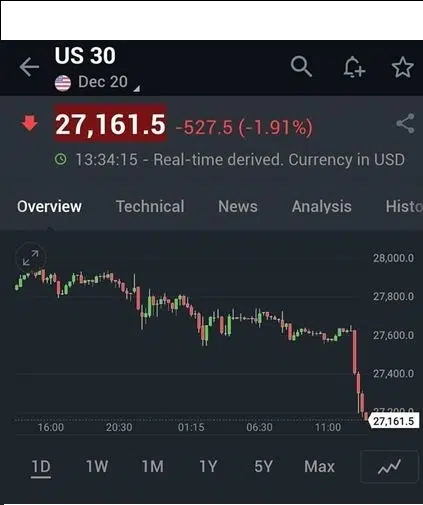 US 30
Dec 20
27,161.5 -527.5 (-1.91%)
13:34:15 - Real-time derived. Currency in USD
Overview Technical News Analysis Histo
28,000.0
27,800.0
27,600.0
27,400.0
27,200.0
27,161.5
16:00 20:30 01:15 06:30 11:00
1D 1W 1M 1Y 5Y Max